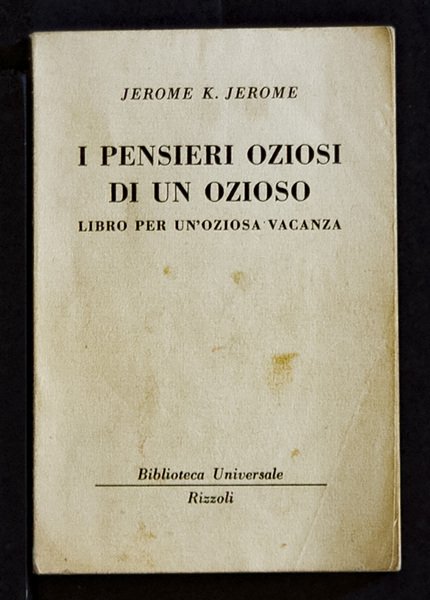 JEROME K. JEROME
I PENSIERI OZIOSI
DI UN OZIOSO
LIBRO PER UN'OZIOSA VACANZA
Biblioteca Universale
Rizzoli